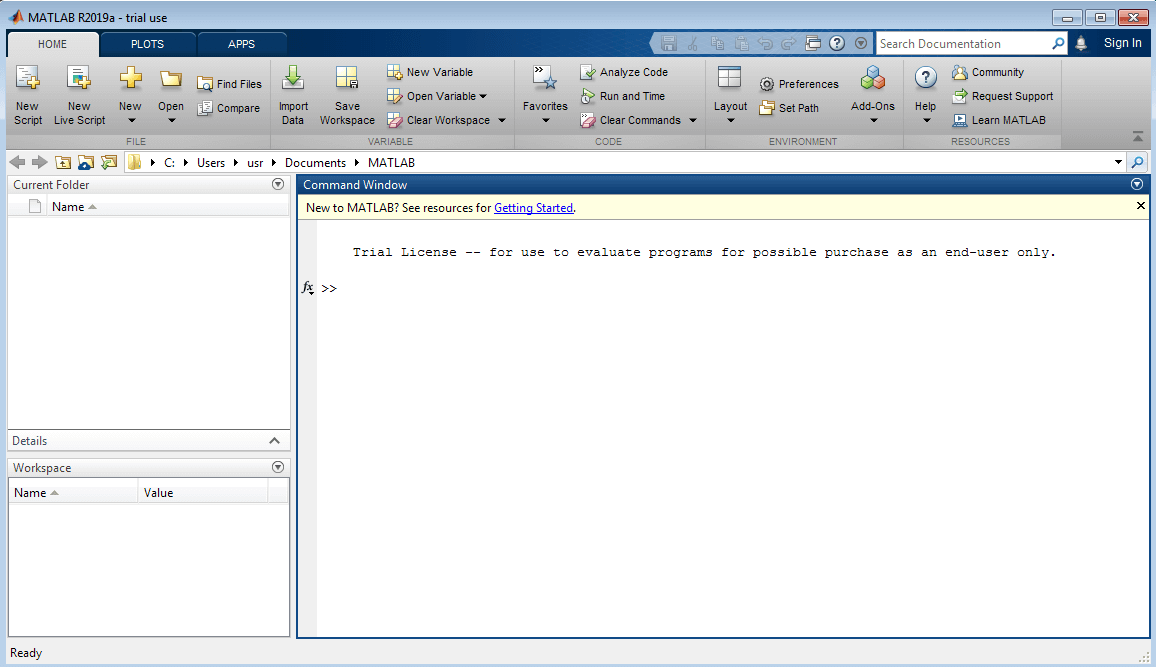 MATLAB R2019a - trial use
HOME PLOTS APPS
Search Documentation
Sign In
New Script
New Live Script
New
Open
Find Files
Compare
FILE
Import Data
Save Workspace
New Variable
Open Variable
Clear Workspace
VARIABLE
Favorites
Analyze Code
Run and Time
Clear Commands
CODE
Layout
Preferences
Set Path
Add-Ons
ENVIRONMENT
Help
Community
Request Support
Learn MATLAB
RESOURCES
C: Users usr Documents MATLAB
Current Folder
Name
Details
Workspace
Name Value
Command Window
New to MATLAB? See resources for Getting Started.
Trial License -- for use to evaluate programs for possible purchase as an end-user only.
fx >>
Ready